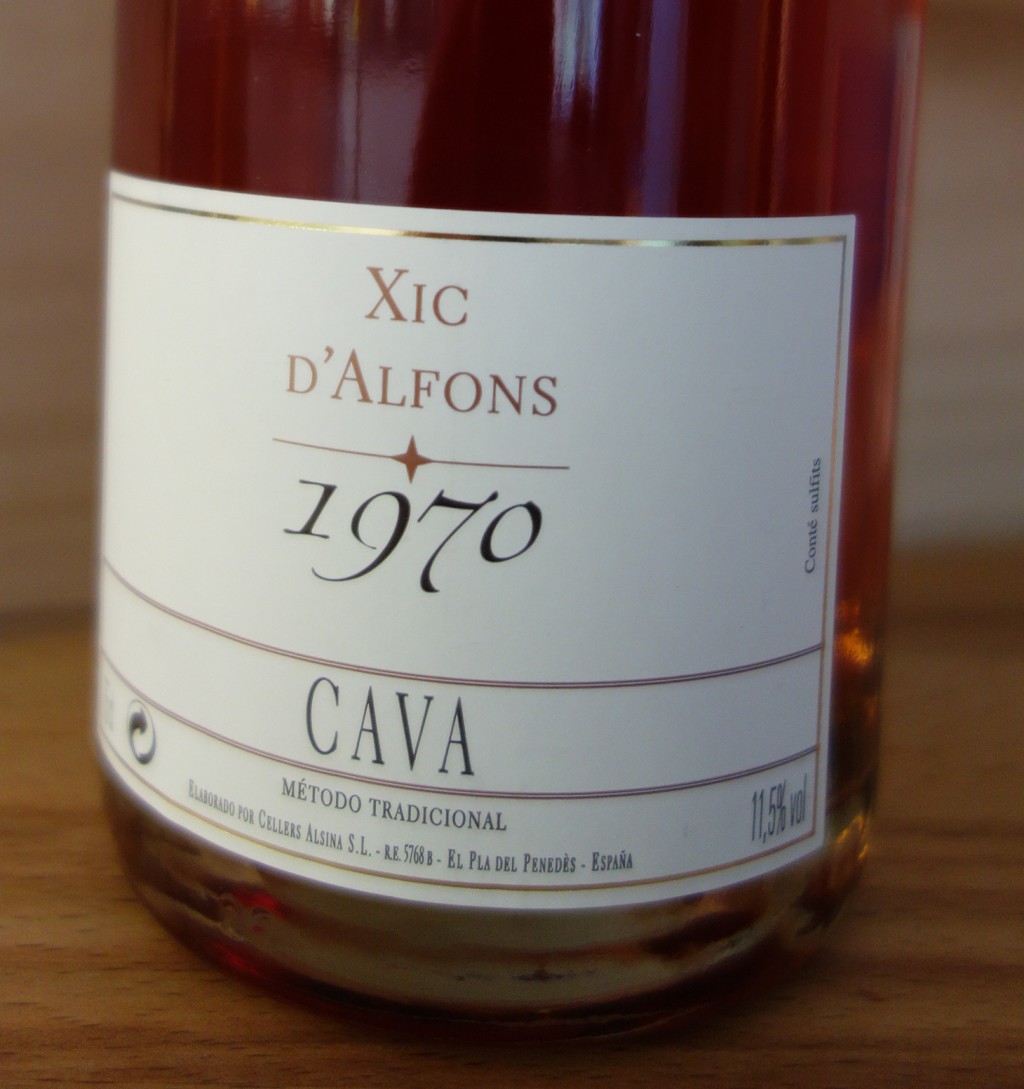 XIC
D'ALFONS
1970
Conté sulfits
CAVA
MÉTODO TRADICIONAL
ELABORADO POR CELLERS ALSINA S.L. - R.E. 5768 B - EL PLA DEL PENEDÈS - ESPAÑA
11,5% vol